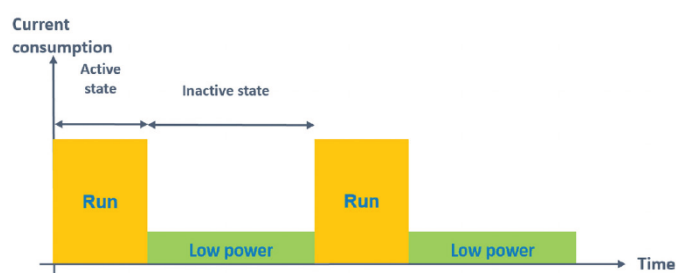 Current
consumption
Active
state
Inactive state
Run
Run
Low power
Low power
Time